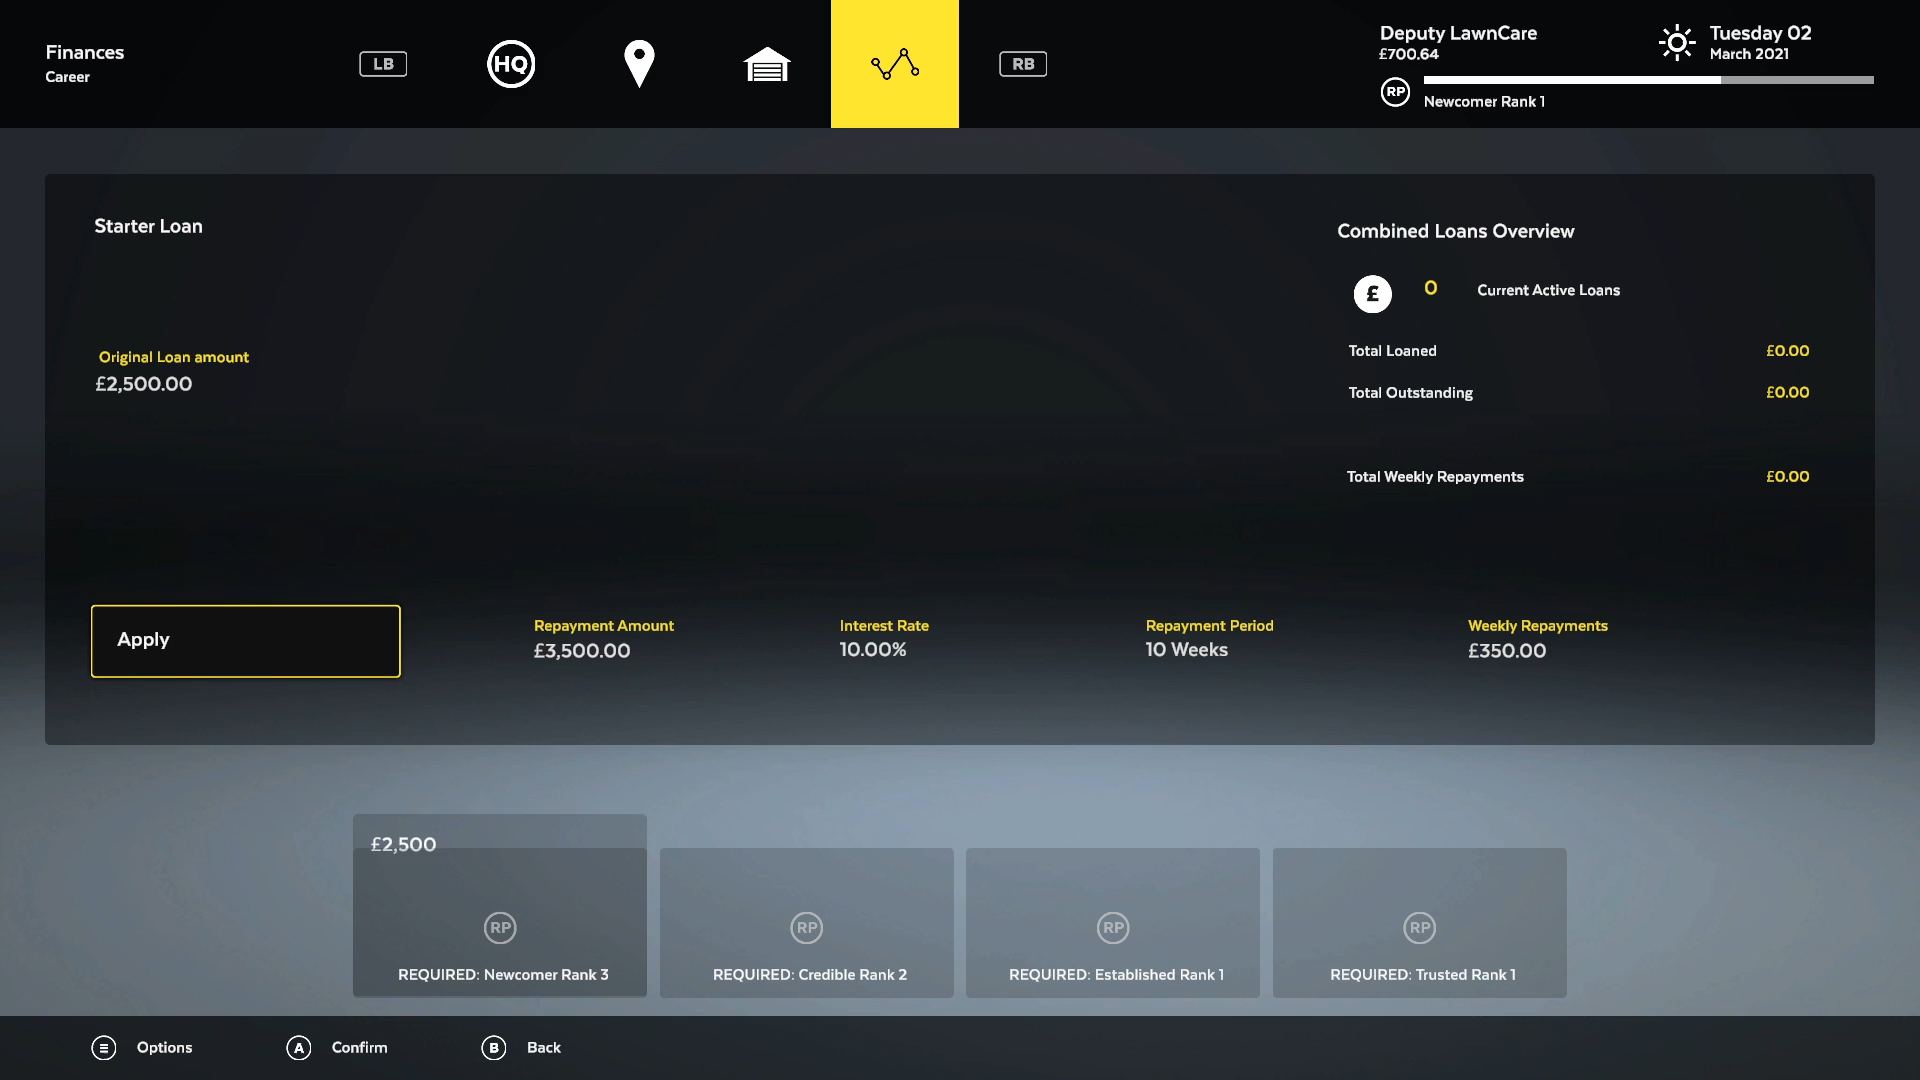 Finances
Career
LB
HQ
RB
Deputy LawnCare
£700.64
Tuesday 02
March 2021
RP
Newcomer Rank 1
Starter Loan
Original Loan amount
£2,500.00
Combined Loans Overview
£ 0 Current Active Loans
Total Loaned £0.00
Total Outstanding £0.00
Total Weekly Repayments £0.00
Apply
Repayment Amount
£3,500.00
Interest Rate
10.00%
Repayment Period
10 Weeks
Weekly Repayments
£350.00
£2,500
RP
REQUIRED: Newcomer Rank 3
RP
REQUIRED: Credible Rank 2
RP
REQUIRED: Established Rank 1
RP
REQUIRED: Trusted Rank 1
Options
A Confirm
B Back